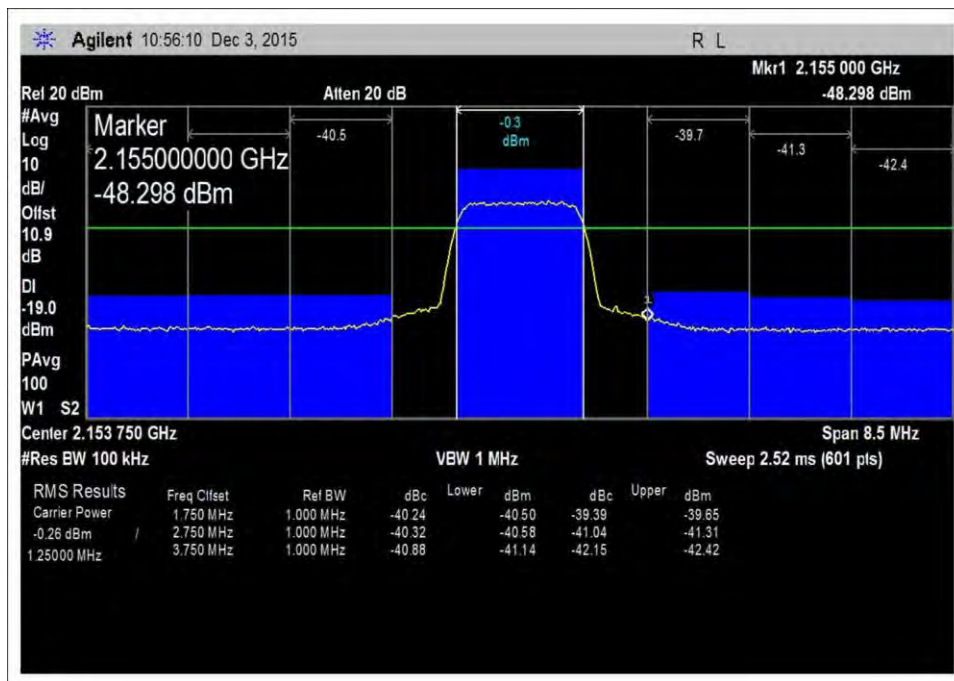 Agilent 10:56:10 Dec 3, 2015 R L
Mkr1 2.155 000 GHz
Ref 20 dBm Atten 20 dB -48.298 dBm
#Avg
Log
10
dB/
Offst
10.9
dB
DI
-19.0
dBm
PAvg
100
W1 S2
Marker
2.155000000 GHz
-48.298 dBm
-40.5
-0.3
dBm
-39.7
-41.3
-42.4
1
Center 2.153 750 GHz Span 8.5 MHz
#Res BW 100 kHz VBW 1 MHz Sweep 2.52 ms (601 pts)
RMS Results Freq Offset Ref BW dBc Lower dBm dBc Upper dBm
Carrier Power 1.750 MHz 1.000 MHz -40.24 -40.50 -39.39 -39.65
-0.26 dBm / 2.750 MHz 1.000 MHz -40.32 -40.58 -41.04 -41.31
1.25000 MHz 3.750 MHz 1.000 MHz -40.88 -41.14 -42.15 -42.42